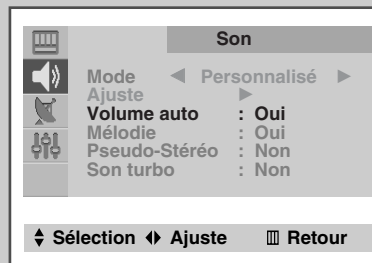 Son
Mode ◀ Personnalisé ▶
Ajuste ▶
Volume auto : Oui
Mélodie : Oui
Pseudo-Stéréo : Non
Son turbo : Non
Sélection Ajuste Retour